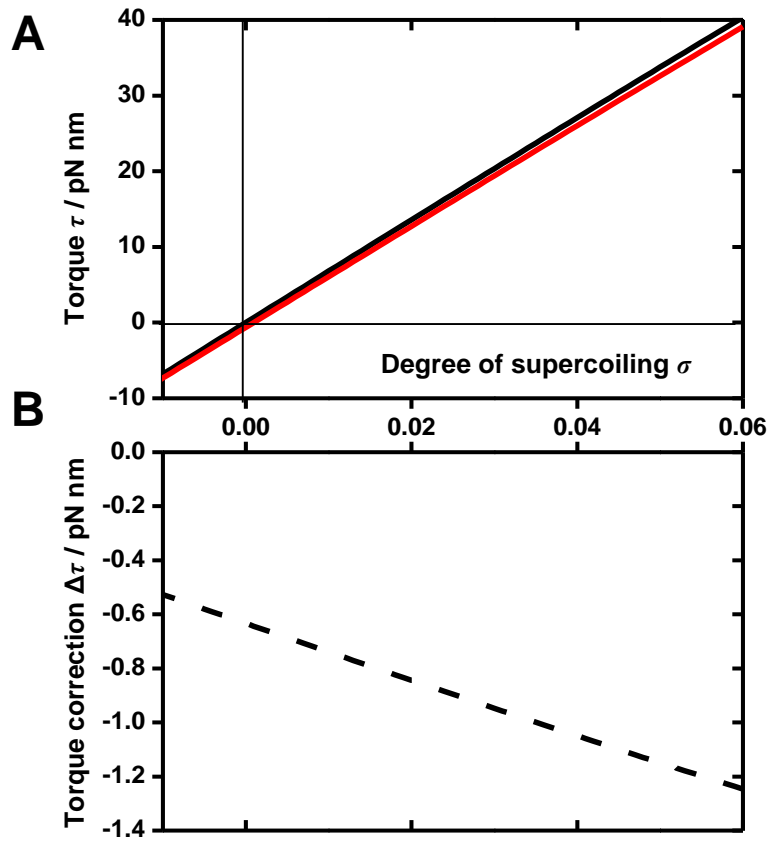 A
40
30
20
10
0
-10
Torque τ / pN nm
Degree of supercoiling σ
0.00 0.02 0.04 0.06
B
0.0
-0.2
-0.4
-0.6
-0.8
-1.0
-1.2
-1.4
Torque correction Δτ / pN nm